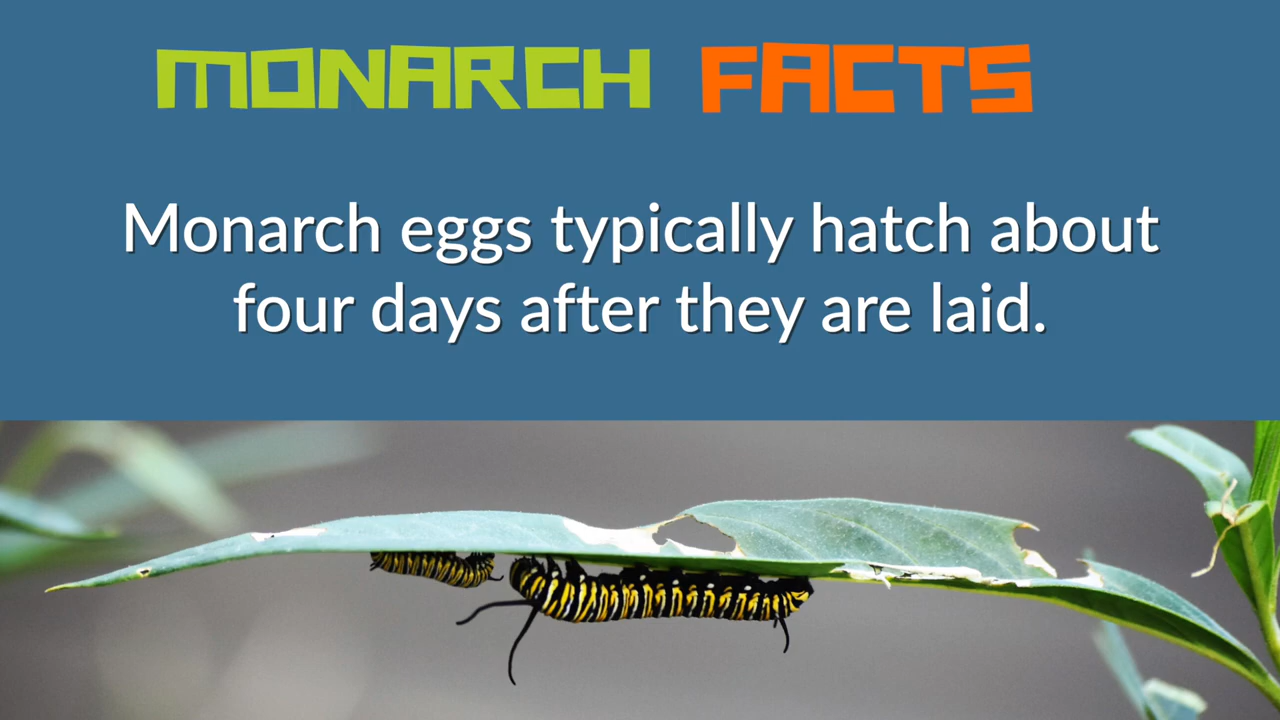 MONARCH FACTS
Monarch eggs typically hatch about
four days after they are laid.